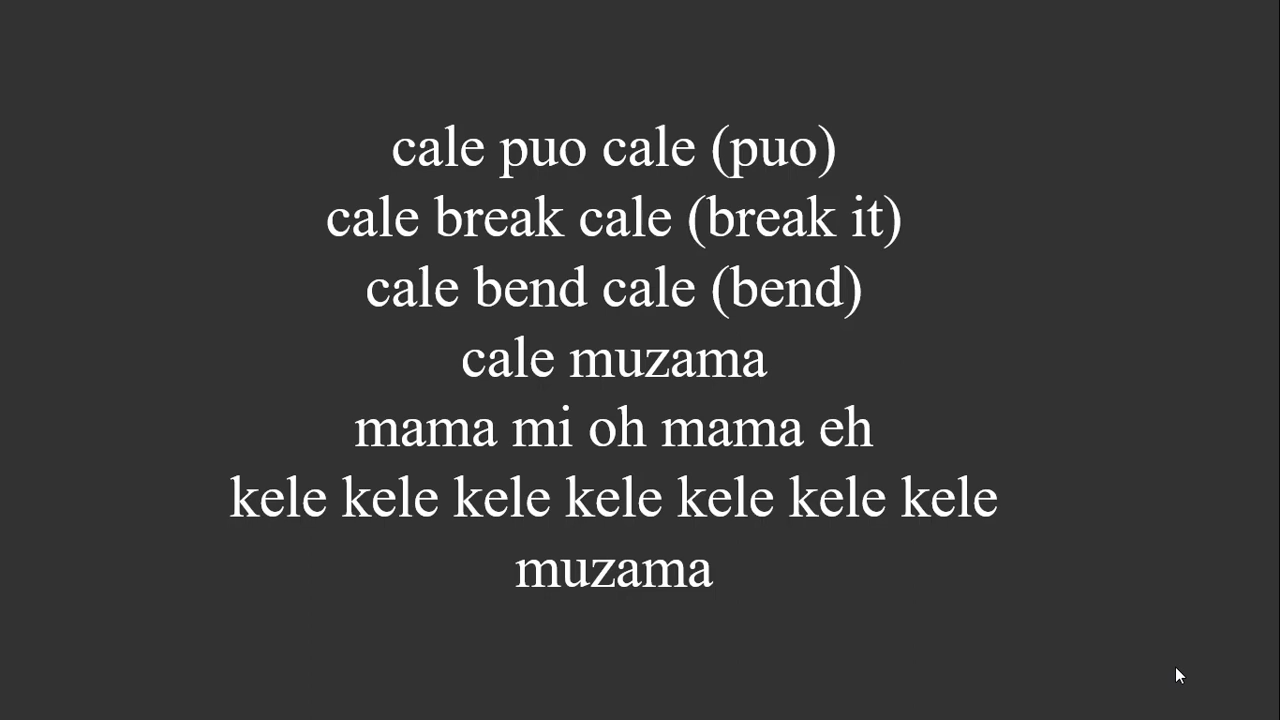 cale puo cale (puo)
cale break cale (break it)
cale bend cale (bend)
cale muzama
mama mi oh mama eh
kele kele kele kele kele kele kele
muzama